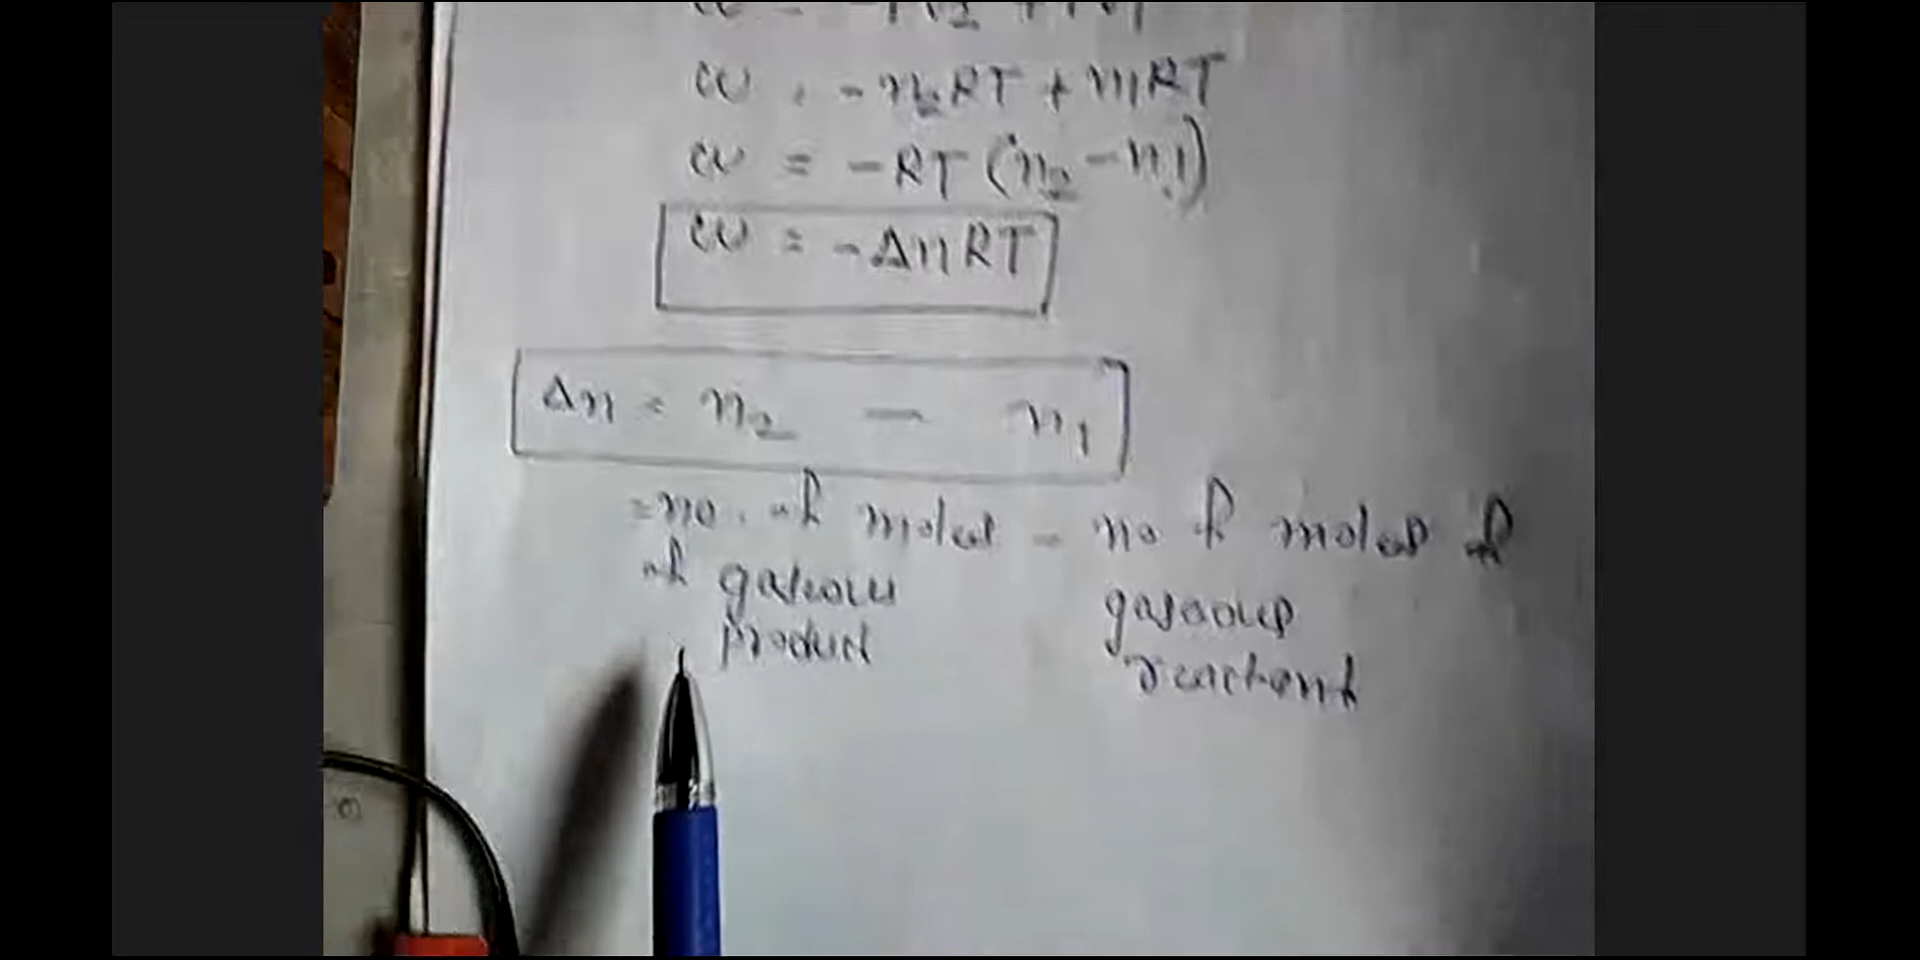 W = -n2RT + n1RT
W = -RT (n2 - n1)
W = -ΔnRT
Δn = n2 - n1
= no. of moles - no of moles of
of gaseous gaseous
product reactant